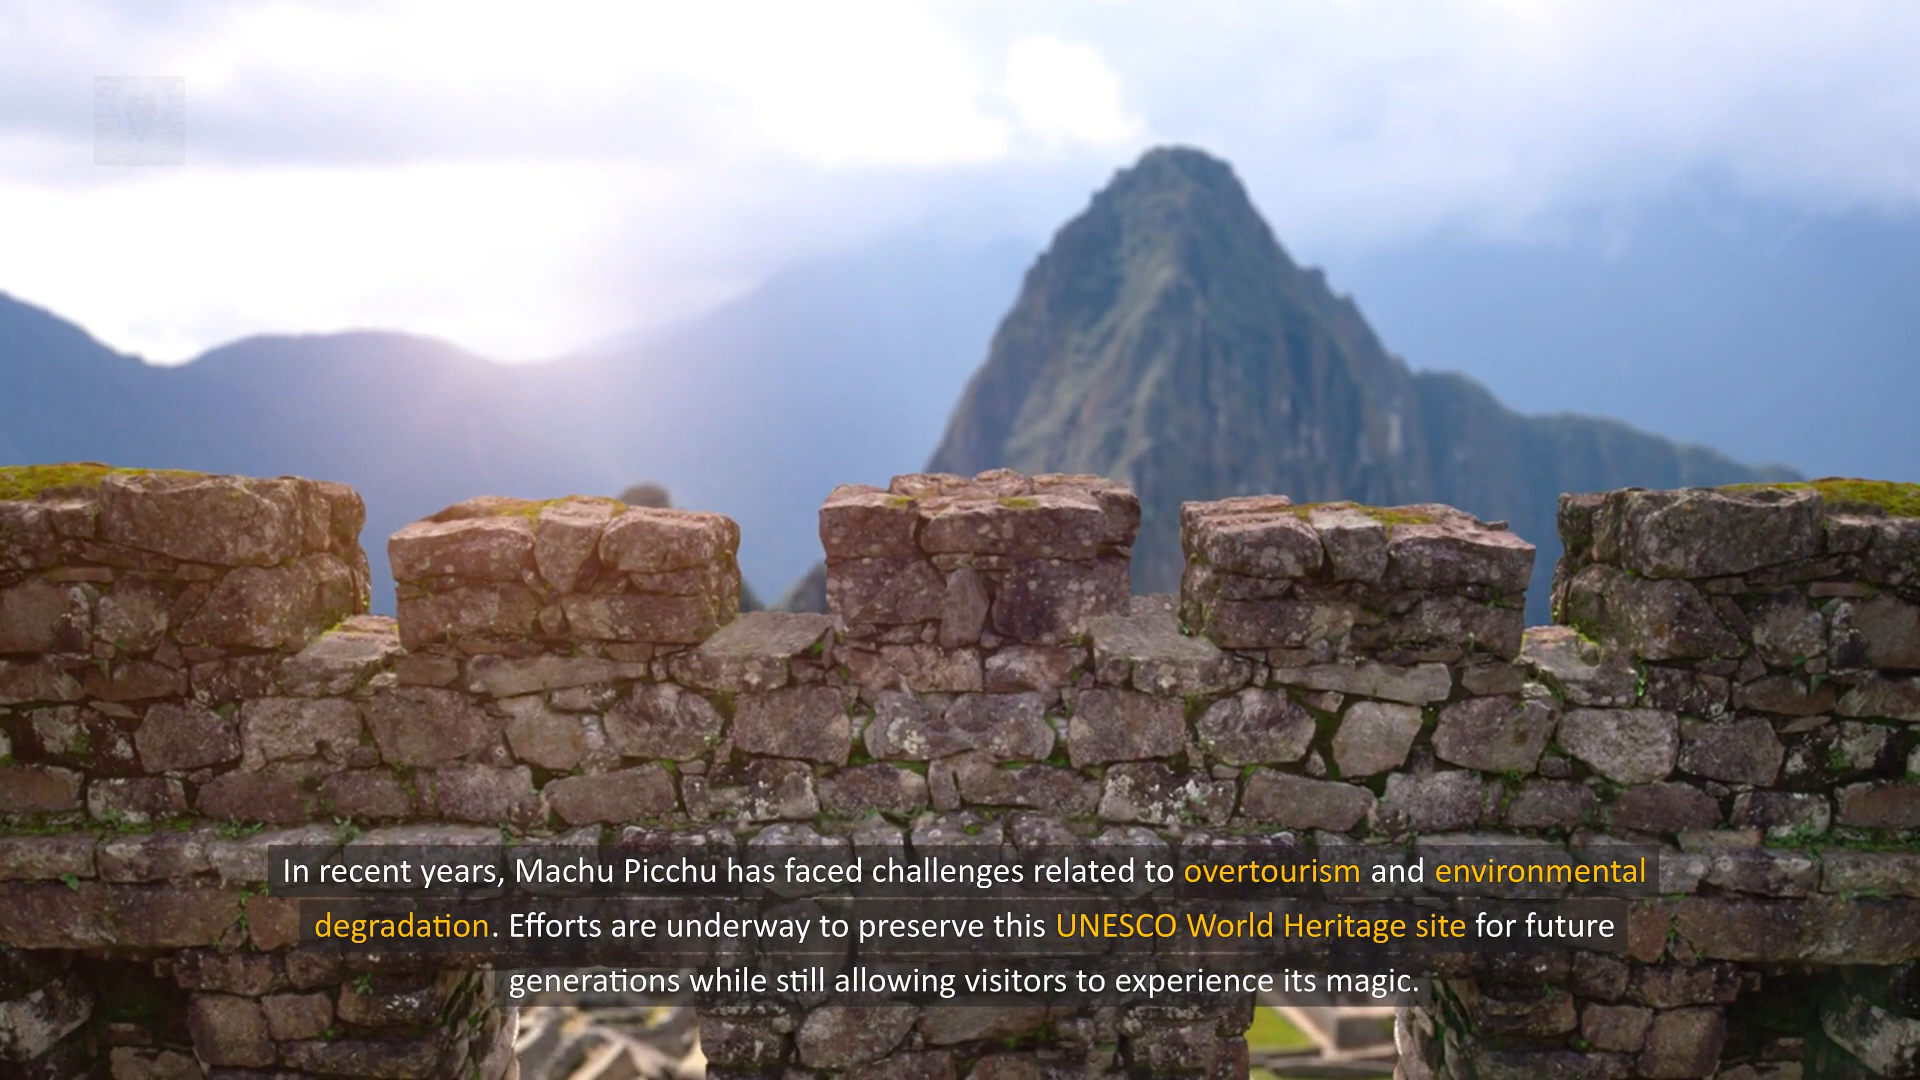 In recent years, Machu Picchu has faced challenges related to overtourism and environmental
degradation. Efforts are underway to preserve this UNESCO World Heritage site for future
generations while still allowing visitors to experience its magic.